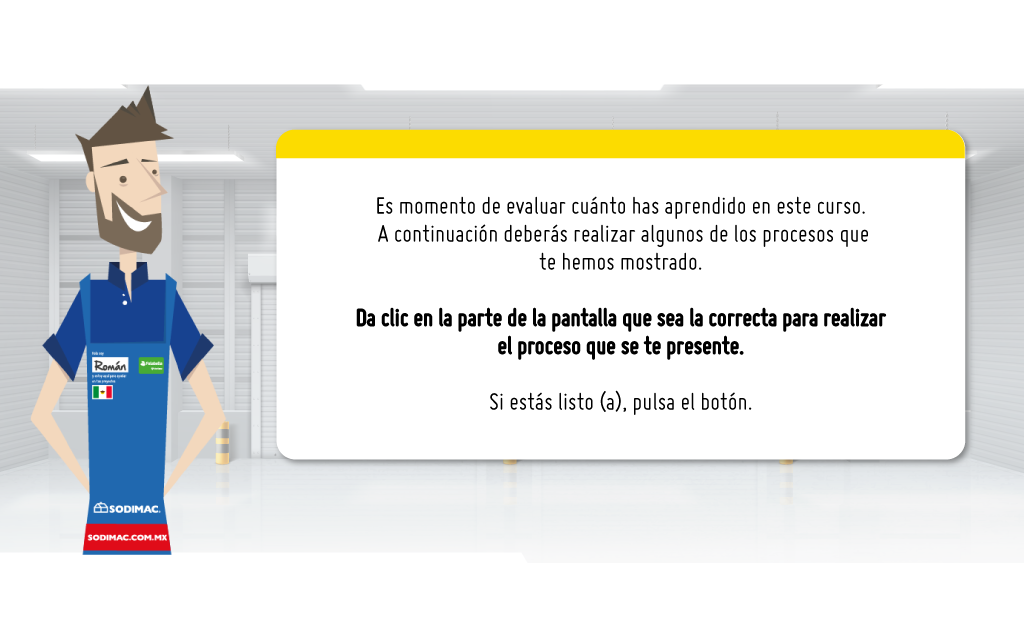 Es momento de evaluar cuánto has aprendido en este curso.
A continuación deberás realizar algunos de los procesos que
te hemos mostrado.
Da clic en la parte de la pantalla que sea la correcta para realizar
el proceso que se te presente.
Si estás listo (a), pulsa el botón.
Hola soy
Román
y estoy aquí para ayudar
falabella
SODIMAC.
SODIMAC.COM.MX